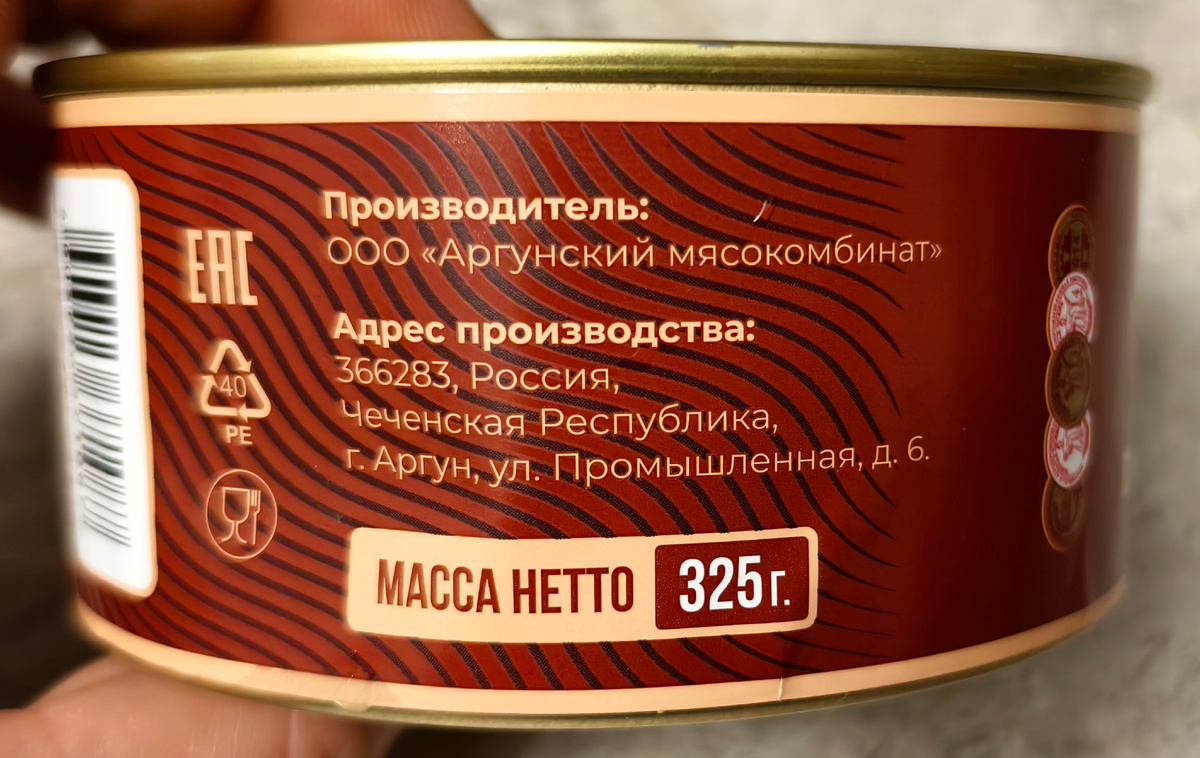 Производитель:
ООО «Аргунский мясокомбинат»
Адрес производства:
366283, Россия,
Чеченская Республика,
г. Аргун, ул. Промышленная, д. 6.
ЕАС
40
PE
МАССА НЕТТО 325 г.